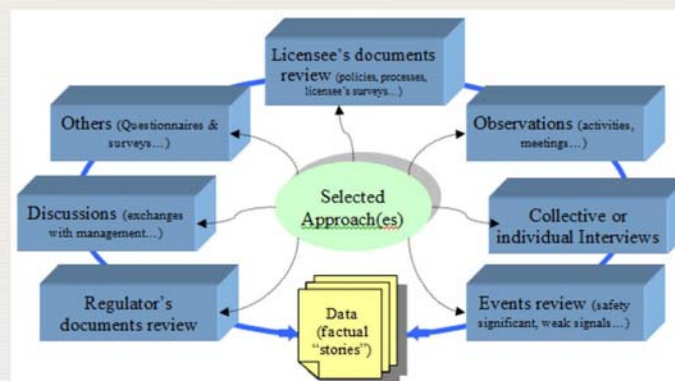 Licensee's documents
review (policies, processes,
licensee's surveys...)
Others (Questionnaires &
surveys...)
Observations (activities,
meetings...)
Selected
Approach(es)
Discussions (exchanges
with management...)
Collective or
individual Interviews
Regulator's
documents review
Data
(factual
"stories")
Events review (safety
significant, weak signals...)